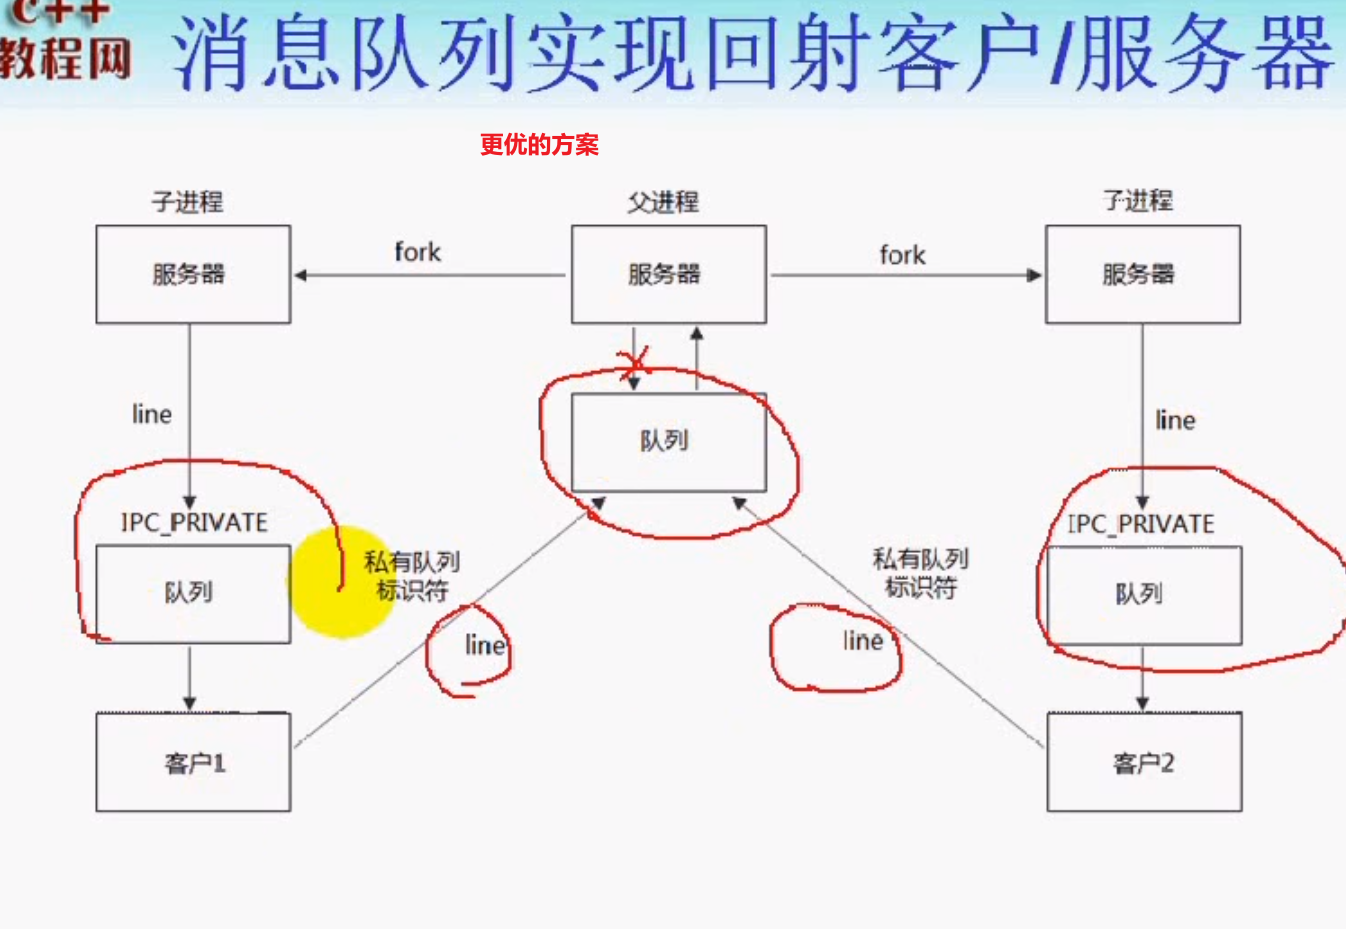 c++
教程网
消息队列实现回射客户/服务器
更优的方案
子进程
父进程
子进程
服务器
fork
服务器
fork
服务器
line
队列
line
IPC_PRIVATE
队列
私有队列
标识符
line
私有队列
标识符
line
IPC_PRIVATE
队列
客户1
客户2